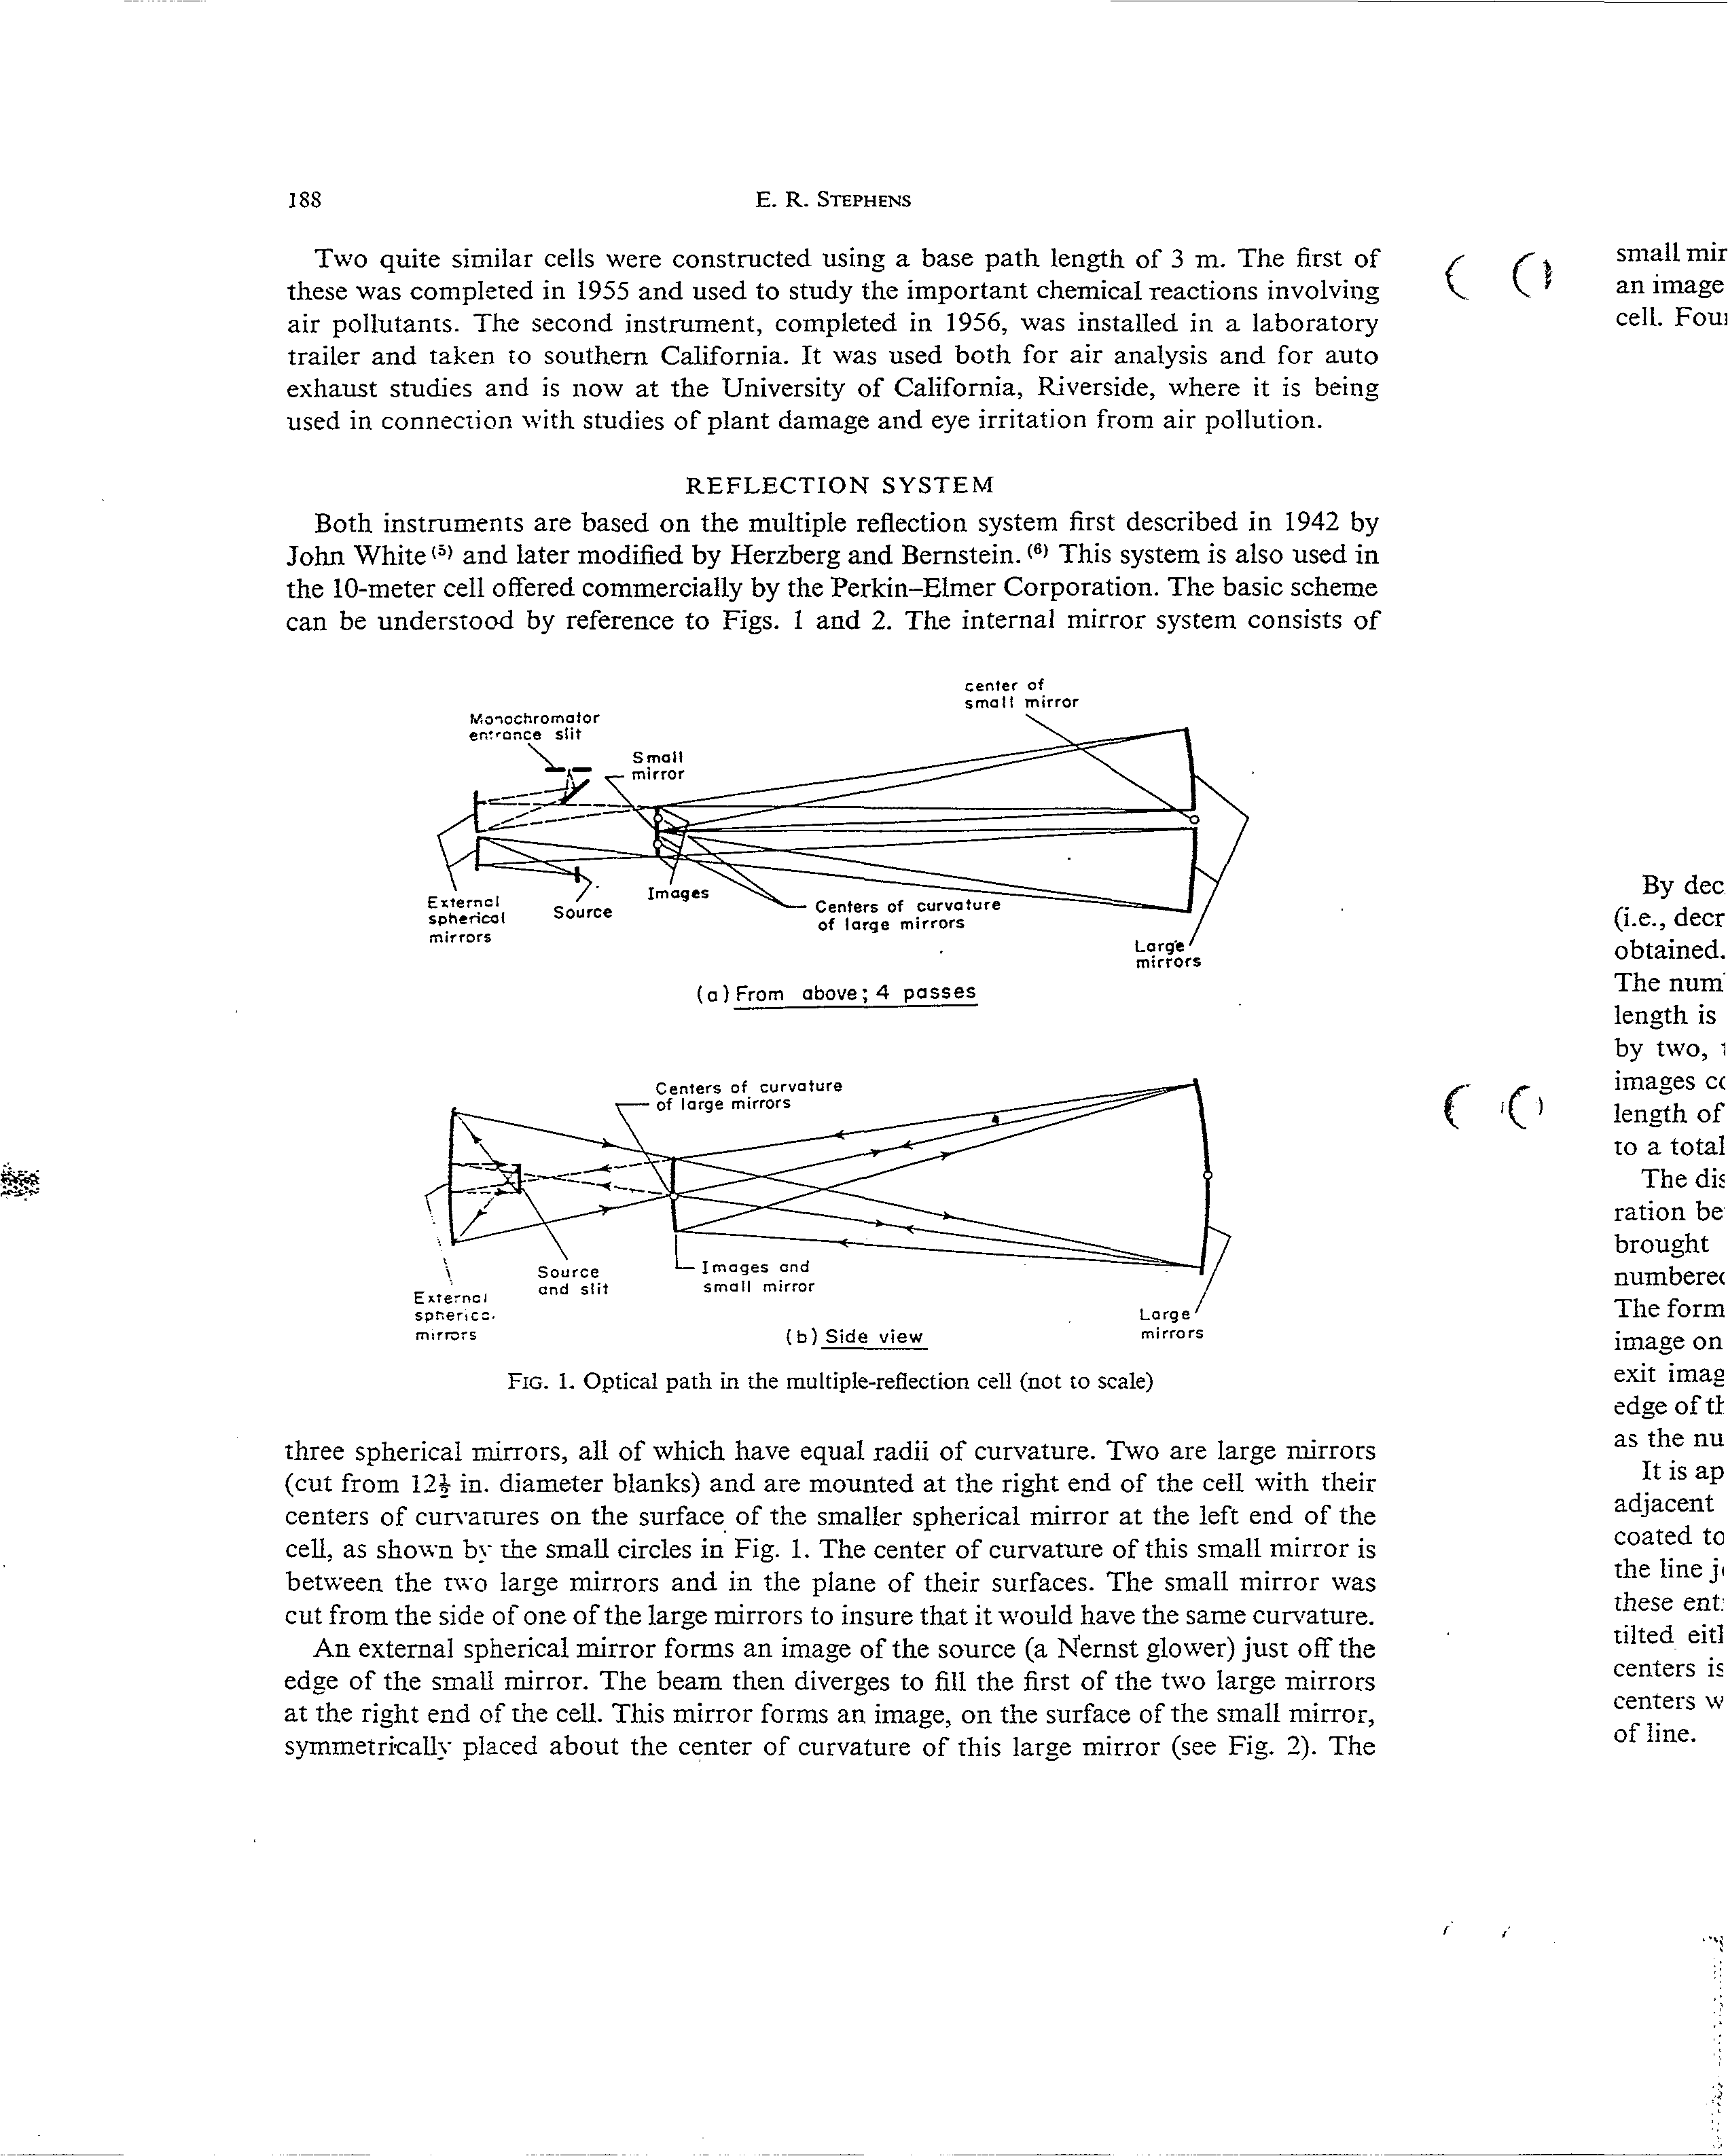 188
E. R. STEPHENS
Two quite similar cells were constructed using a base path length of 3 m. The first of
these was completed in 1955 and used to study the important chemical reactions involving
air pollutants. The second instrument, completed in 1956, was installed in a laboratory
trailer and taken to southern California. It was used both for air analysis and for auto
exhaust studies and is now at the University of California, Riverside, where it is being
used in connection with studies of plant damage and eye irritation from air pollution.
REFLECTION SYSTEM
Both instruments are based on the multiple reflection system first described in 1942 by
John White (5) and later modified by Herzberg and Bernstein. (6) This system is also used in
the 10-meter cell offered commercially by the Perkin–Elmer Corporation. The basic scheme
can be understood by reference to Figs. 1 and 2. The internal mirror system consists of
center of
small mirror
Monochromator
entrance slit
Small
mirror
External
spherical
mirrors
Source
Images
Centers of curvature
of large mirrors
Large
mirrors
(a) From above; 4 passes
Centers of curvature
of large mirrors
Source
and slit
Images and
small mirror
External
spherica.
mirrors
Large
mirrors
(b) Side view
FIG. 1. Optical path in the multiple-reflection cell (not to scale)
three spherical mirrors, all of which have equal radii of curvature. Two are large mirrors
(cut from 12½ in. diameter blanks) and are mounted at the right end of the cell with their
centers of curvatures on the surface of the smaller spherical mirror at the left end of the
cell, as shown by the small circles in Fig. 1. The center of curvature of this small mirror is
between the two large mirrors and in the plane of their surfaces. The small mirror was
cut from the side of one of the large mirrors to insure that it would have the same curvature.
An external spherical mirror forms an image of the source (a Nernst glower) just off the
edge of the small mirror. The beam then diverges to fill the first of the two large mirrors
at the right end of the cell. This mirror forms an image, on the surface of the small mirror,
symmetrically placed about the center of curvature of this large mirror (see Fig. 2). The
small mir
an image
cell. Four
By dec
(i.e., decr
obtained.
The num
length is
by two,
images co
length of
to a total
The dis
ration be
brought
numbered
The form
image on
exit imag
edge of th
as the nu
It is ap
adjacent
coated to
the line j
these ent
tilted eitl
centers is
centers w
of line.